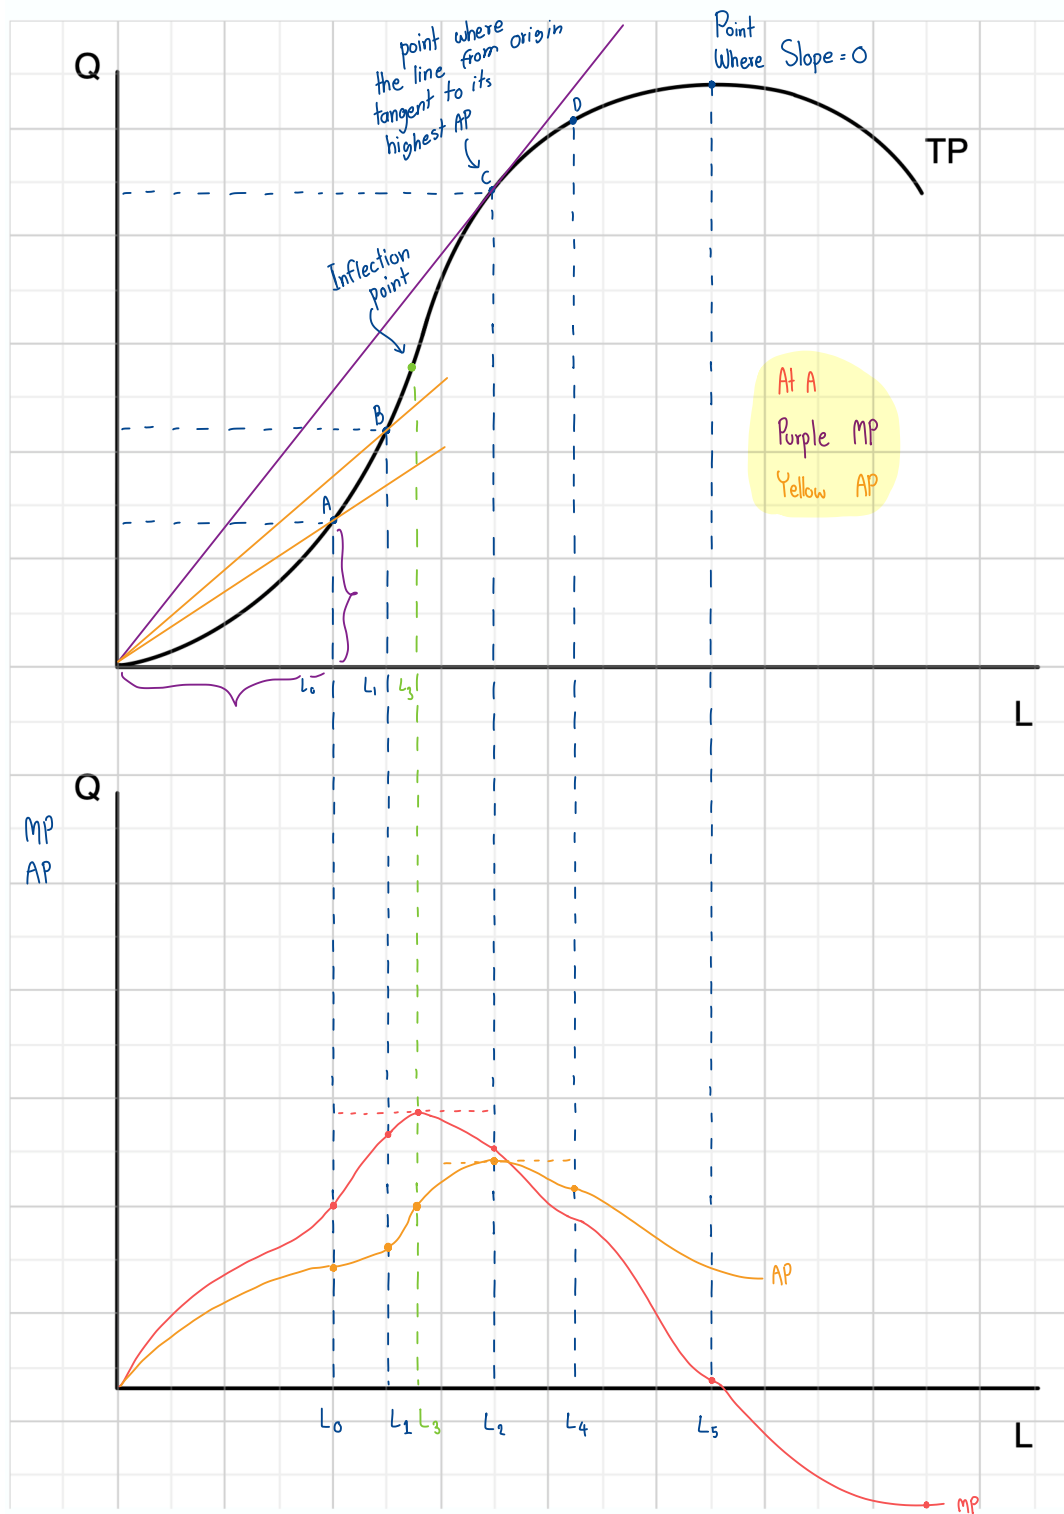 Q
point where
the line from origin
tangent to its
highest AP
Point
Where Slope = 0
D
TP
C
Inflection
point
At A
Purple MP
Yellow AP
B
A
L₀ L₁ L₃
L
Q
MP
AP
AP
L₀ L₁ L₃ L₂ L₄ L₅
L
MP